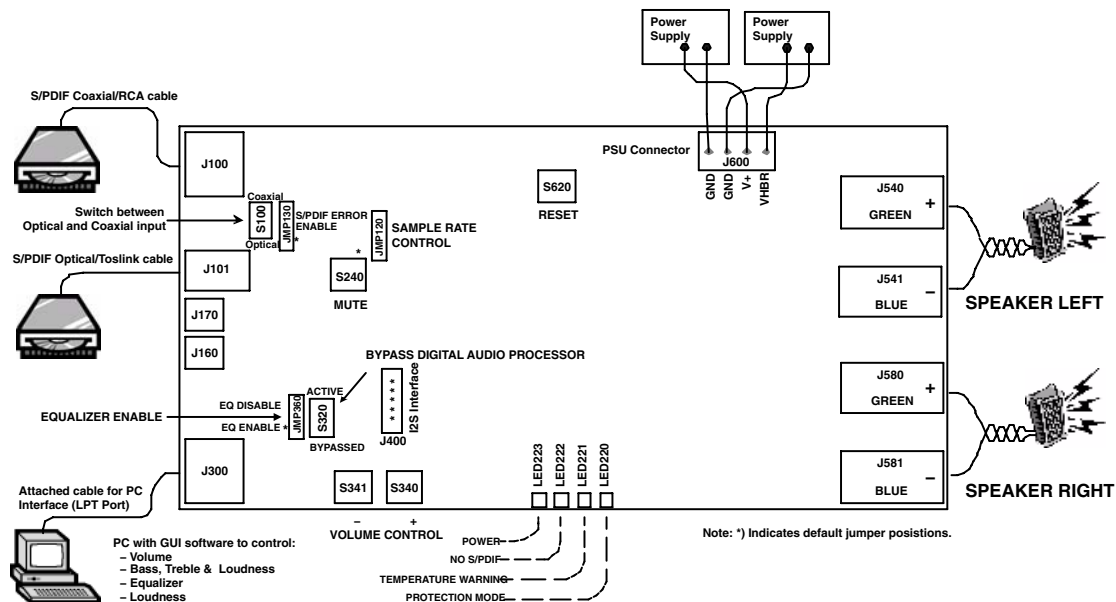 Power
Supply
Power
Supply
S/PDIF Coaxial/RCA cable
PSU Connector
J600
GND
GND
V+
VHBR
J100
Coaxial
S100
Optical
JMP130
S/PDIF ERROR
ENABLE
*
Switch between
Optical and Coaxial input
JMP120
*
SAMPLE RATE
CONTROL
S620
RESET
J540
GREEN
+
S/PDIF Optical/Toslink cable
J101
S240
MUTE
J541
BLUE
–
SPEAKER LEFT
J170
J160
BYPASS DIGITAL AUDIO PROCESSOR
EQUALIZER ENABLE
EQ DISABLE
EQ ENABLE *
JMP360
ACTIVE
S320
BYPASSED
* * * * *
J400
I2S Interface
J580
GREEN
+
J581
BLUE
–
SPEAKER RIGHT
J300
Attached cable for PC
Interface (LPT Port)
S341
S340
–
+
VOLUME CONTROL
LED223
LED222
LED221
LED220
POWER
NO S/PDIF
TEMPERATURE WARNING
PROTECTION MODE
Note: *) Indicates default jumper posistions.
PC with GUI software to control:
– Volume
– Bass, Treble & Loudness
– Equalizer
– Loudness